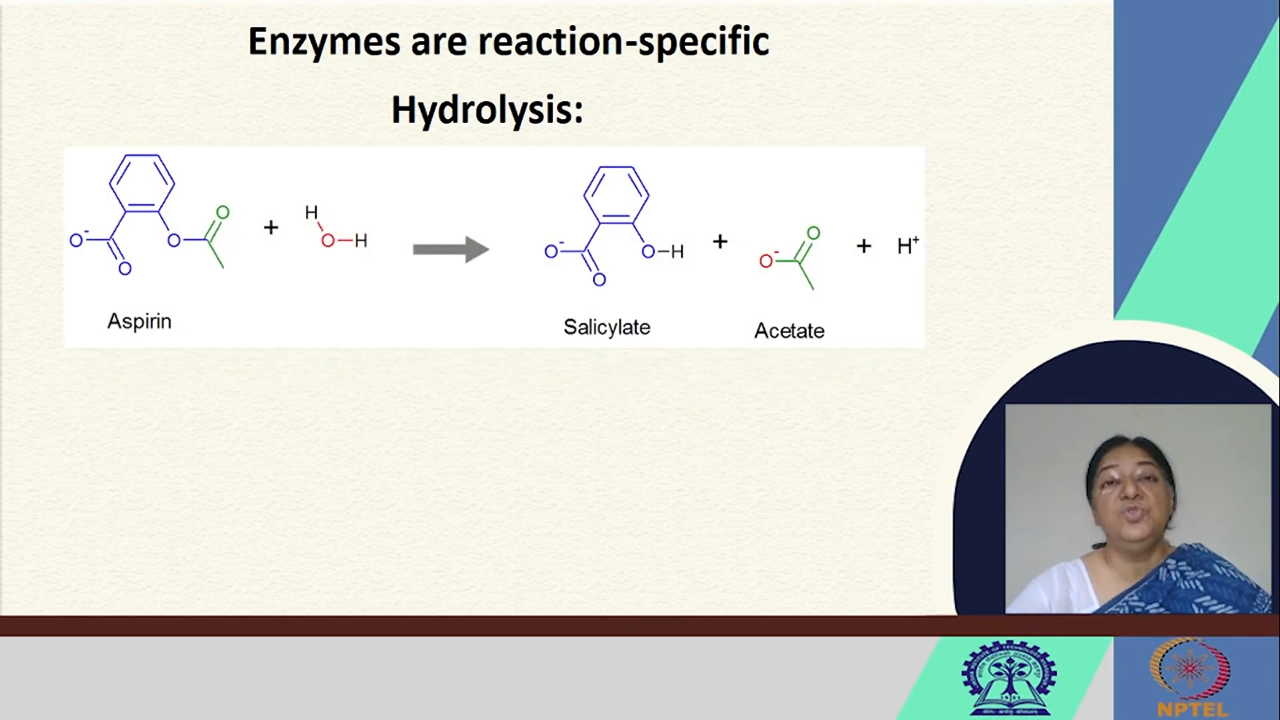 Enzymes are reaction-specific
Hydrolysis:
O⁻ O O O + H O H O⁻ O O H + O⁻ O + H⁺
Aspirin Salicylate Acetate
NPTEL